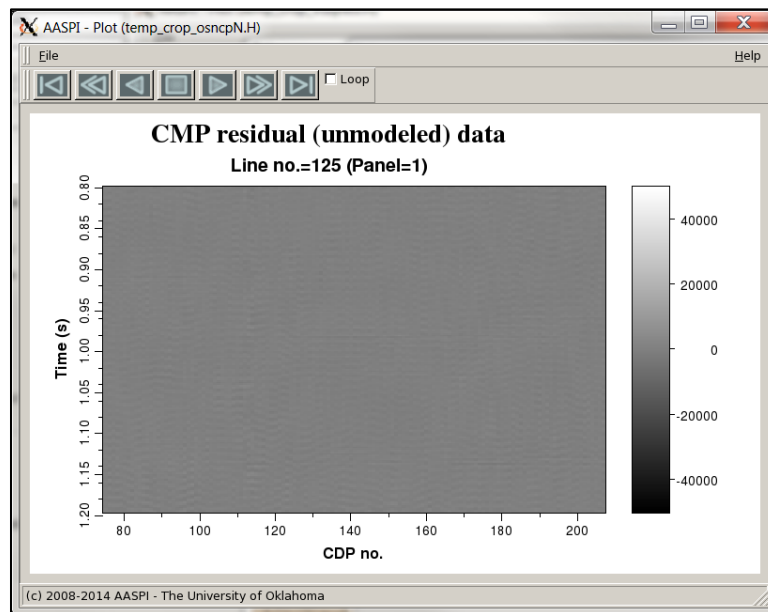 AASPI - Plot (temp_crop_osncpN.H)
File
Help
Loop
CMP residual (unmodeled) data
Line no.=125 (Panel=1)
0.80
0.85
0.90
0.95
1.00
1.05
1.10
1.15
1.20
Time (s)
80
100
120
140
160
180
200
CDP no.
40000
20000
0
-20000
-40000
(c) 2008-2014 AASPI - The University of Oklahoma